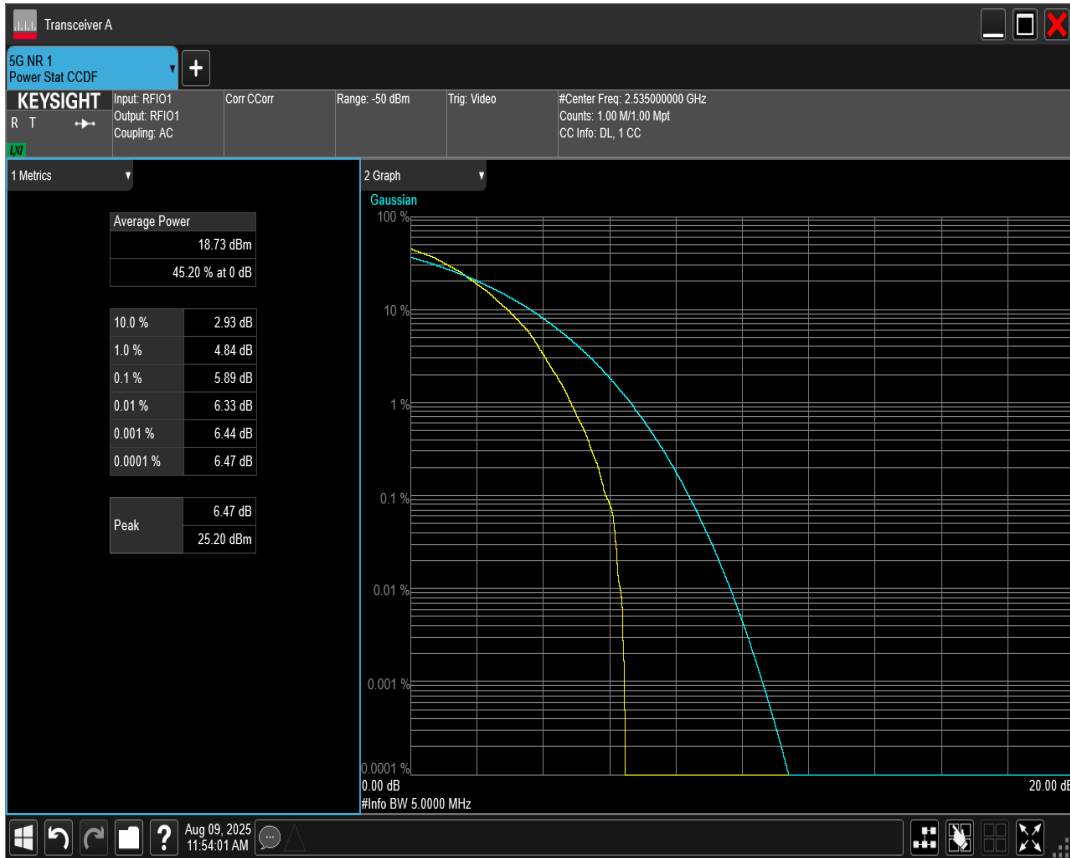 Transceiver A
5G NR 1
Power Stat CCDF
KEYSIGHT
R T
LXI
Input: RFIO1
Output: RFIO1
Coupling: AC
Corr CCorr
Range: -50 dBm
Trig: Video
#Center Freq: 2.535000000 GHz
Counts: 1.00 M/1.00 Mpt
CC Info: DL, 1 CC
1 Metrics
Average Power
18.73 dBm
45.20 % at 0 dB
10.0 % 2.93 dB
1.0 % 4.84 dB
0.1 % 5.89 dB
0.01 % 6.33 dB
0.001 % 6.44 dB
0.0001 % 6.47 dB
Peak 6.47 dB
25.20 dBm
2 Graph
Gaussian
100 %
10 %
1 %
0.1 %
0.01 %
0.001 %
0.0001 %
0.00 dB 20.00 dB
#Info BW 5.0000 MHz
? Aug 09, 2025
11:54:01 AM